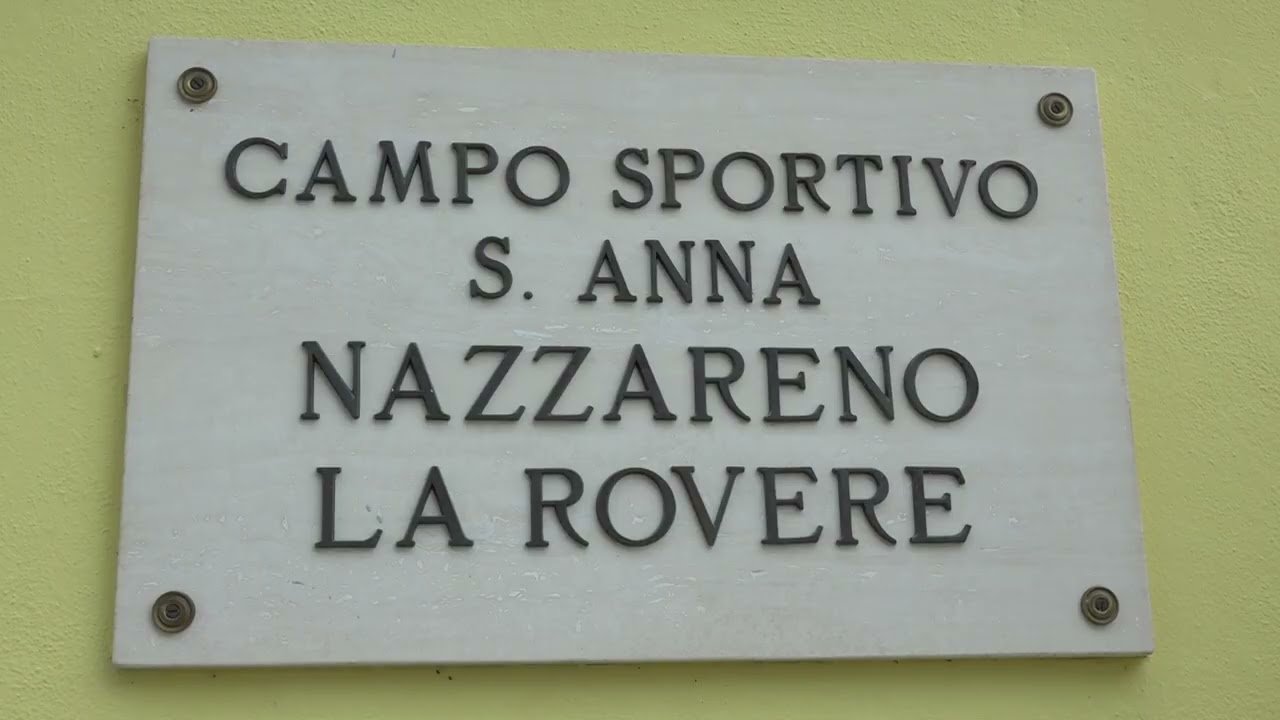 CAMPO SPORTIVO
S. ANNA
NAZZARENO
LA ROVERE